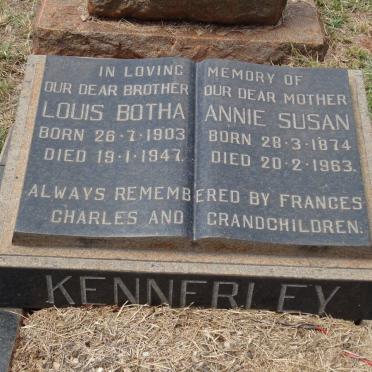 IN LOVING MEMORY OF
OUR DEAR BROTHER
LOUIS BOTHA
BORN 26·7·1903
DIED 19·1·1947.
OUR DEAR MOTHER
ANNIE SUSAN
BORN 28·3·1874
DIED 20·2·1963.
ALWAYS REMEMBERED BY FRANCES
CHARLES AND GRANDCHILDREN.
KENNERLEY